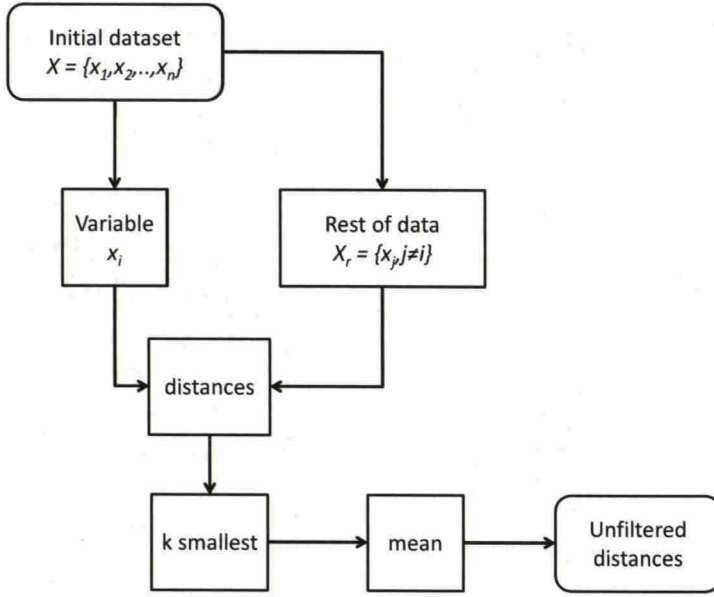 Initial dataset
X = {x₁,x₂,..,xₙ}
Variable
xᵢ
Rest of data
Xᵣ = {xⱼ,j≠i}
distances
k smallest
mean
Unfiltered
distances